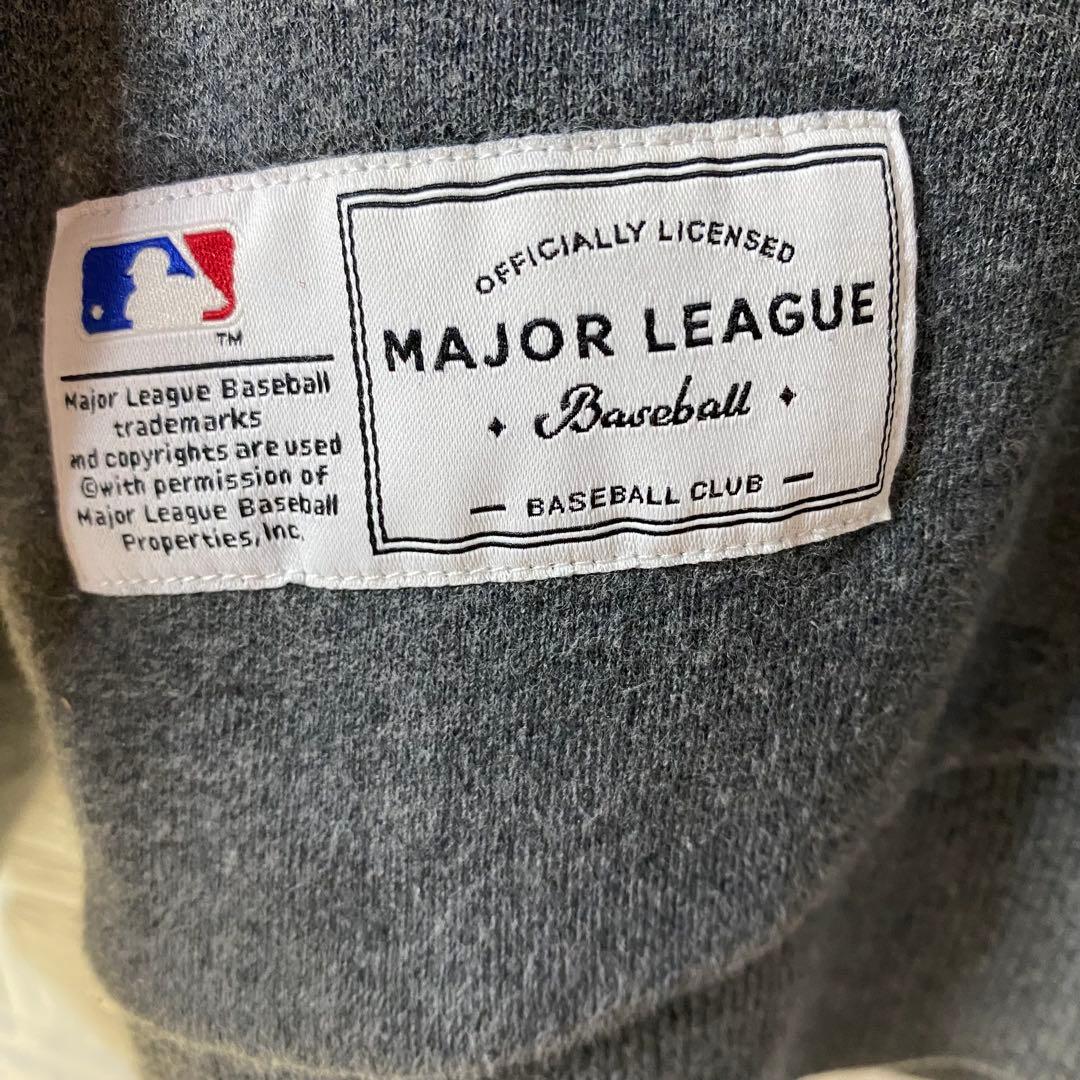 TM
Major League Baseball
trademarks
and copyrights are used
©with permission of
Major League Baseball
Properties, Inc.
OFFICIALLY LICENSED
MAJOR LEAGUE
Baseball
BASEBALL CLUB